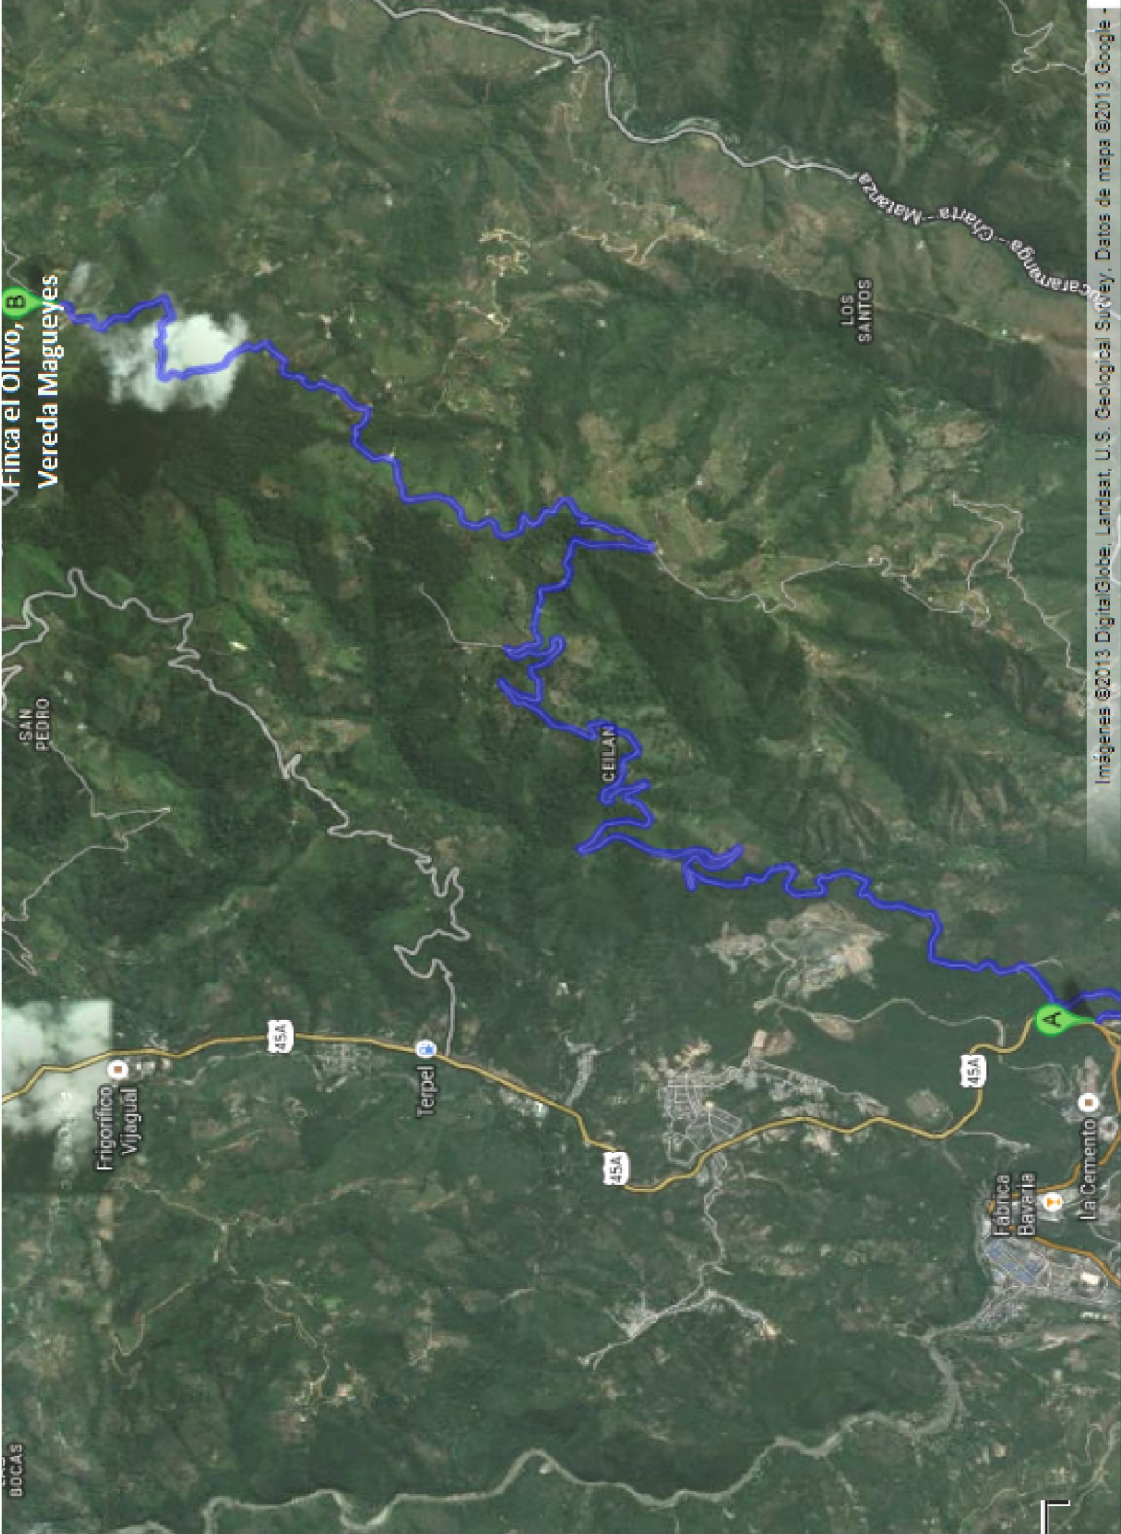 Finca el Olivo,
Vereda Magueyes
B
SAN
PEDRO
LOS
SANTOS
Bucaramanga - Charta - Matanza
CEILAN
45A
Frigorífico
Vijagual
Terpel
45A
45A
A
Fábrica
Bavaria
La Cemento
BOCAS
Imágenes ©2013 DigitalGlobe, Landsat, U.S. Geological Survey, Datos de mapa ©2013 Google -